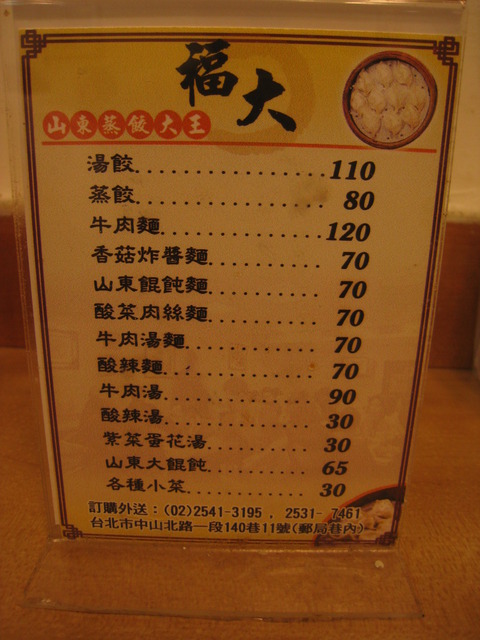 福大
山東蒸餃大王
湯餃....................110
蒸餃.................... 80
牛肉麵.................120
香菇炸醬麵............ 70
山東餛飩麵............ 70
酸菜肉絲麵............ 70
牛肉湯麵.............. 70
酸辣麵................. 70
牛肉湯................. 90
酸辣湯................. 30
紫菜蛋花湯............ 30
山東大餛飩............ 65
各種小菜.............. 30
訂購外送：(02)2541-3195 , 2531- 7461
台北市中山北路一段140巷11號(郵局巷內)